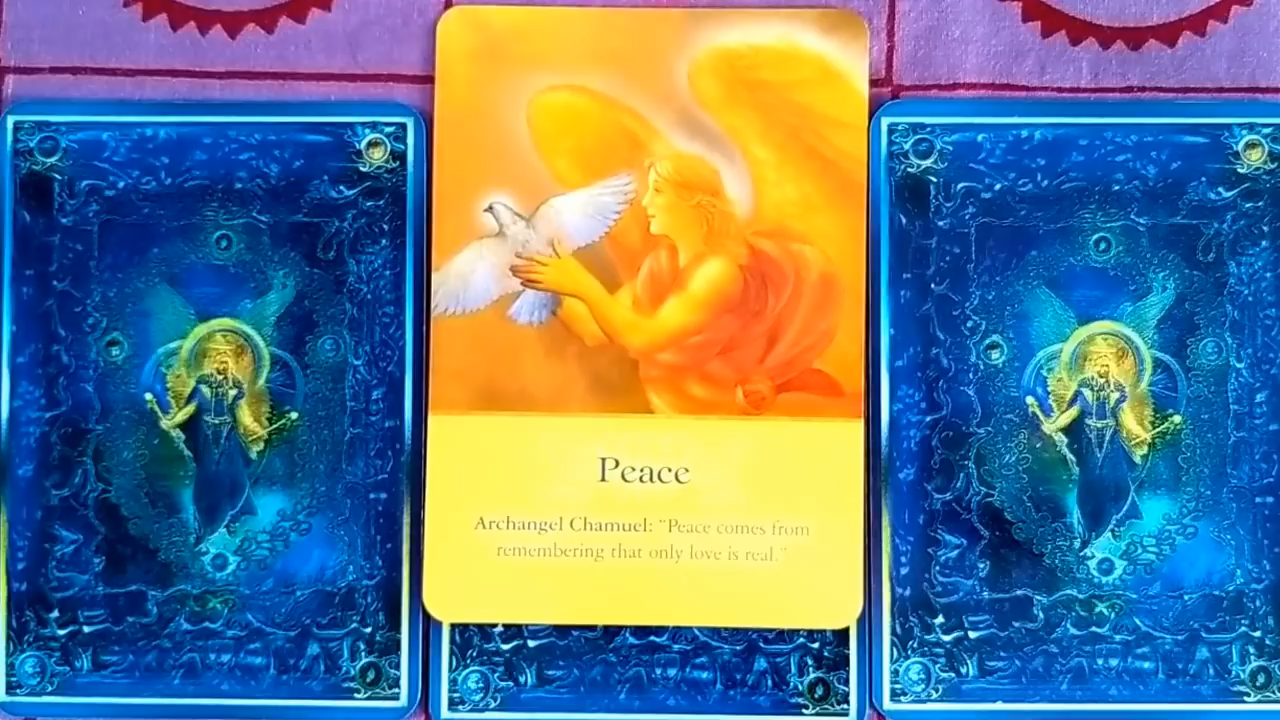 Peace
Archangel Chamuel: "Peace comes from
remembering that only love is real."